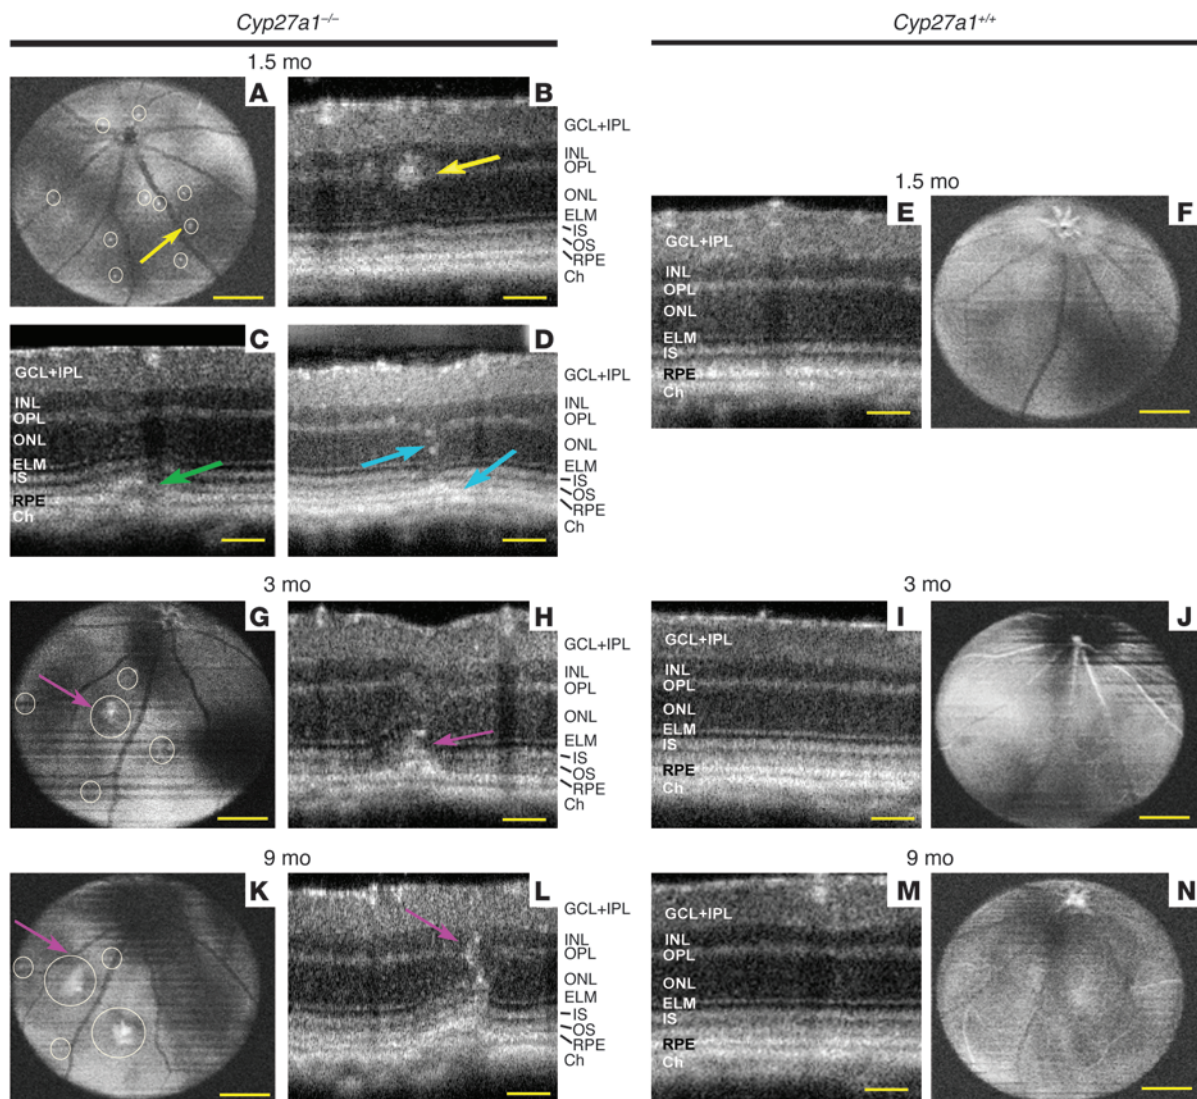 Cyp27a1–/–
Cyp27a1+/+
1.5 mo
A
B
GCL+IPL
INL
OPL
ONL
ELM
IS
OS
RPE
Ch
C
GCL+IPL
INL
OPL
ONL
ELM
IS
RPE
Ch
D
GCL+IPL
INL
OPL
ONL
ELM
IS
OS
RPE
Ch
1.5 mo
E
GCL+IPL
INL
OPL
ONL
ELM
IS
RPE
Ch
F
3 mo
G
H
GCL+IPL
INL
OPL
ONL
ELM
IS
OS
RPE
Ch
3 mo
I
GCL+IPL
INL
OPL
ONL
ELM
IS
RPE
Ch
J
9 mo
K
L
GCL+IPL
INL
OPL
ONL
ELM
IS
OS
RPE
Ch
9 mo
M
GCL+IPL
INL
OPL
ONL
ELM
IS
RPE
Ch
N